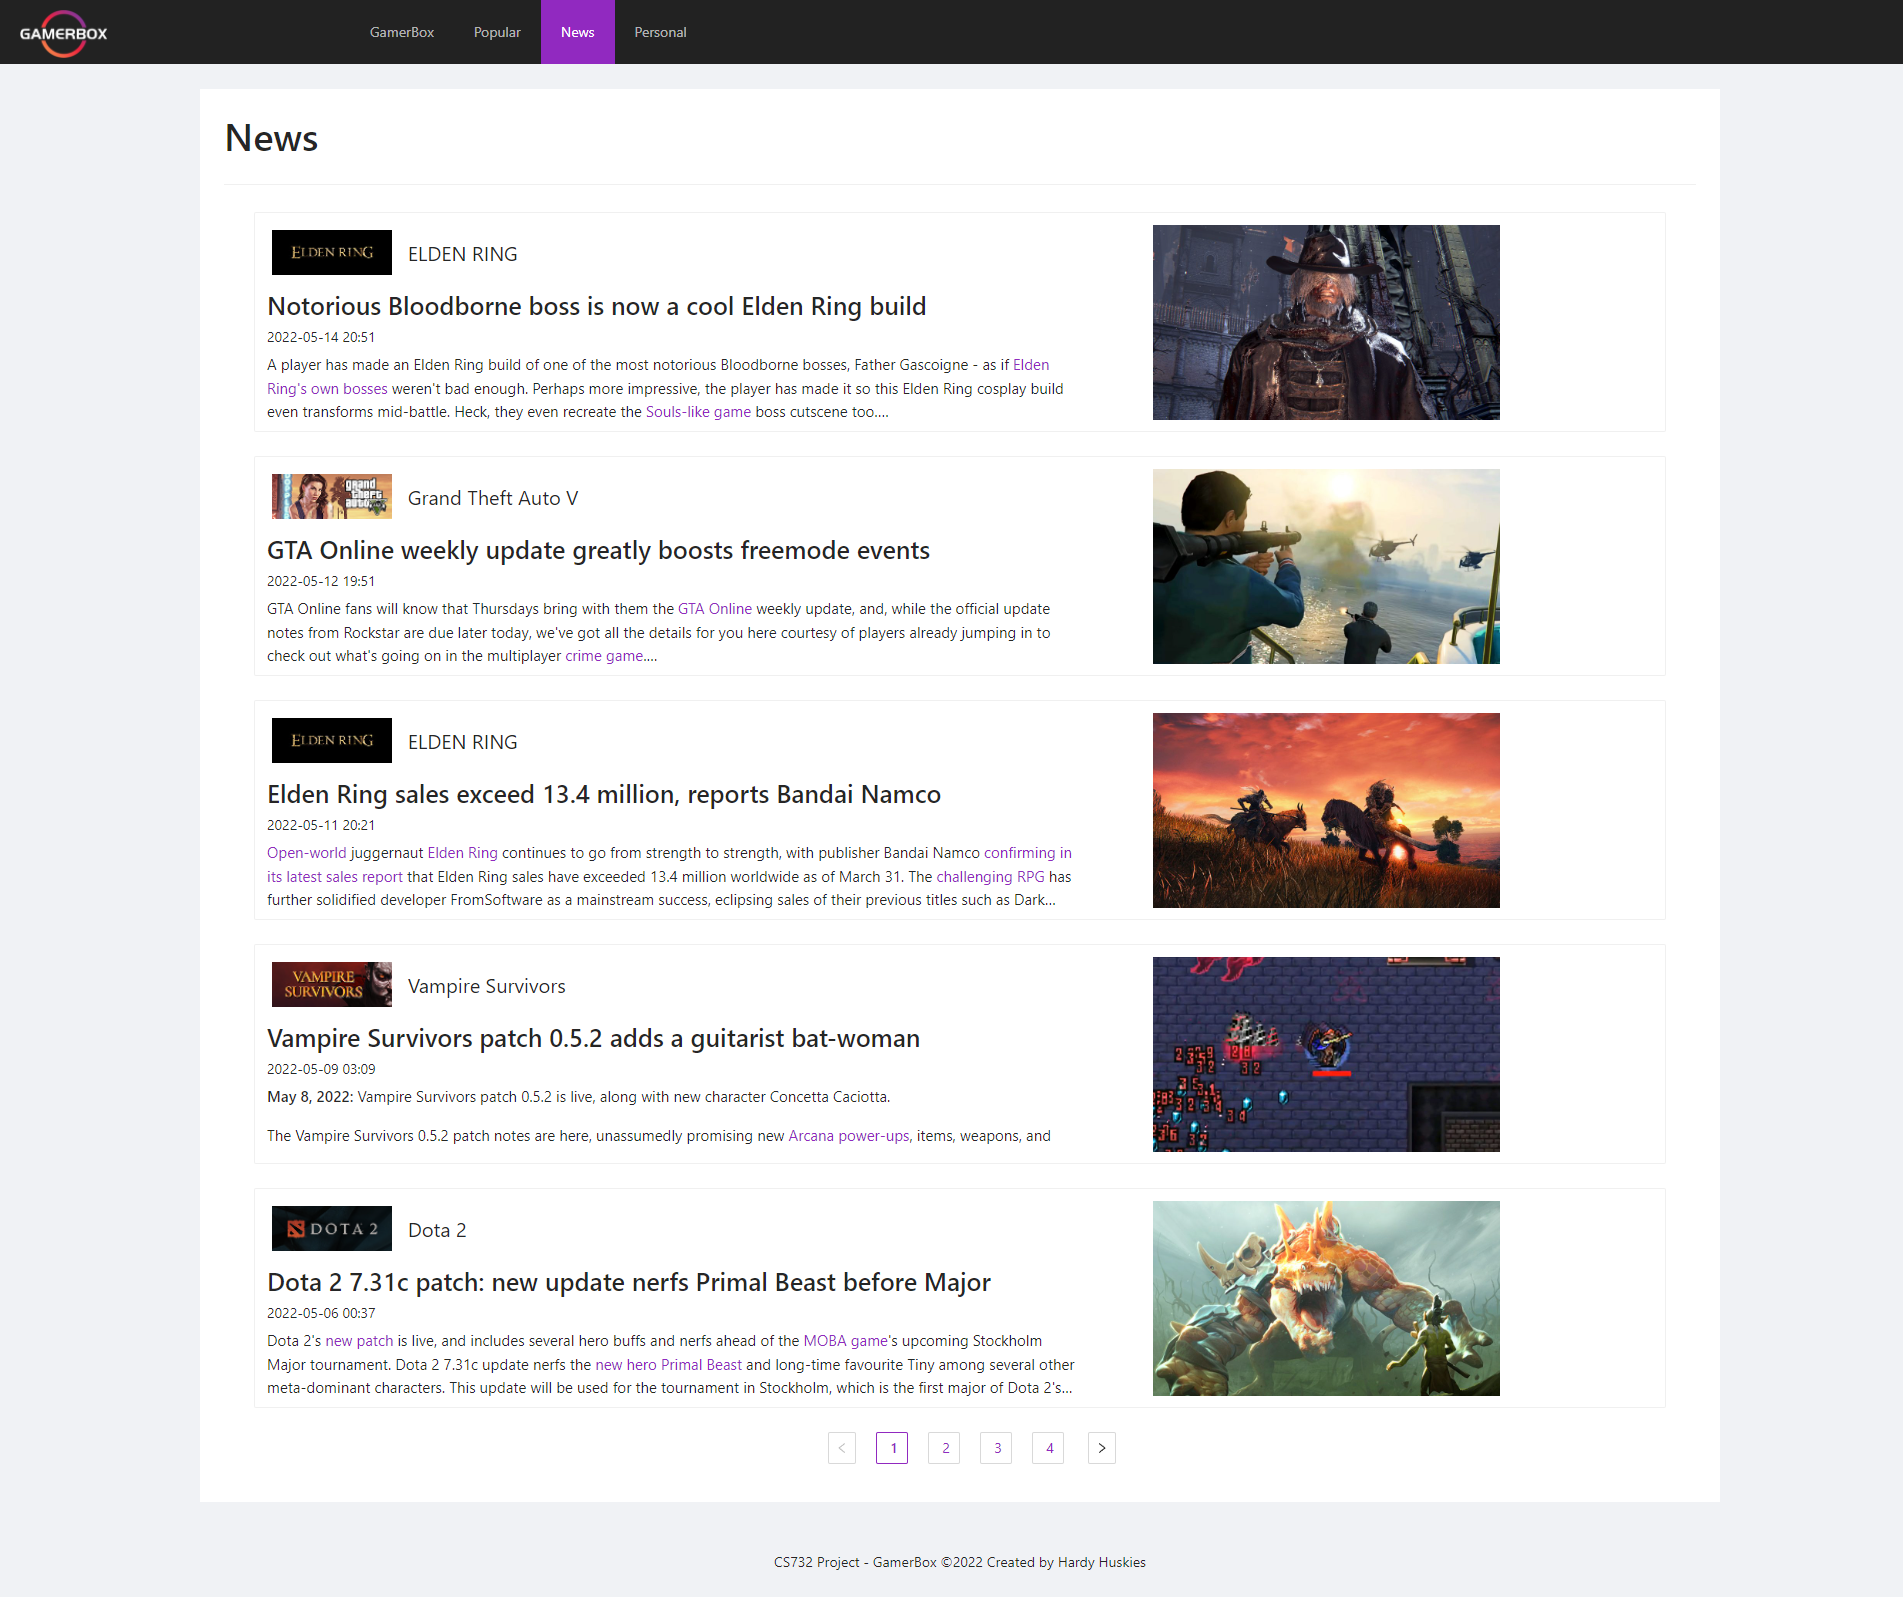 GAMERBOX
GamerBox
Popular
News
Personal
News
ELDEN RING
ELDEN RING
Notorious Bloodborne boss is now a cool Elden Ring build
2022-05-14 20:51
A player has made an Elden Ring build of one of the most notorious Bloodborne bosses, Father Gascoigne - as if Elden
Ring's own bosses weren't bad enough. Perhaps more impressive, the player has made it so this Elden Ring cosplay build
even transforms mid-battle. Heck, they even recreate the Souls-like game boss cutscene too....
grand
theft
auto
Grand Theft Auto V
GTA Online weekly update greatly boosts freemode events
2022-05-12 19:51
GTA Online fans will know that Thursdays bring with them the GTA Online weekly update, and, while the official update
notes from Rockstar are due later today, we've got all the details for you here courtesy of players already jumping in to
check out what's going on in the multiplayer crime game....
ELDEN RING
ELDEN RING
Elden Ring sales exceed 13.4 million, reports Bandai Namco
2022-05-11 20:21
Open-world juggernaut Elden Ring continues to go from strength to strength, with publisher Bandai Namco confirming in
its latest sales report that Elden Ring sales have exceeded 13.4 million worldwide as of March 31. The challenging RPG has
further solidified developer FromSoftware as a mainstream success, eclipsing sales of their previous titles such as Dark...
VAMPIRE
SURVIVORS
Vampire Survivors
Vampire Survivors patch 0.5.2 adds a guitarist bat-woman
2022-05-09 03:09
May 8, 2022: Vampire Survivors patch 0.5.2 is live, along with new character Concetta Caciotta.
The Vampire Survivors 0.5.2 patch notes are here, unassumedly promising new Arcana power-ups, items, weapons, and
DOTA 2
Dota 2
Dota 2 7.31c patch: new update nerfs Primal Beast before Major
2022-05-06 00:37
Dota 2's new patch is live, and includes several hero buffs and nerfs ahead of the MOBA game's upcoming Stockholm
Major tournament. Dota 2 7.31c update nerfs the new hero Primal Beast and long-time favourite Tiny among several other
meta-dominant characters. This update will be used for the tournament in Stockholm, which is the first major of Dota 2's...
< 1 2 3 4 >
CS732 Project - GamerBox ©2022 Created by Hardy Huskies